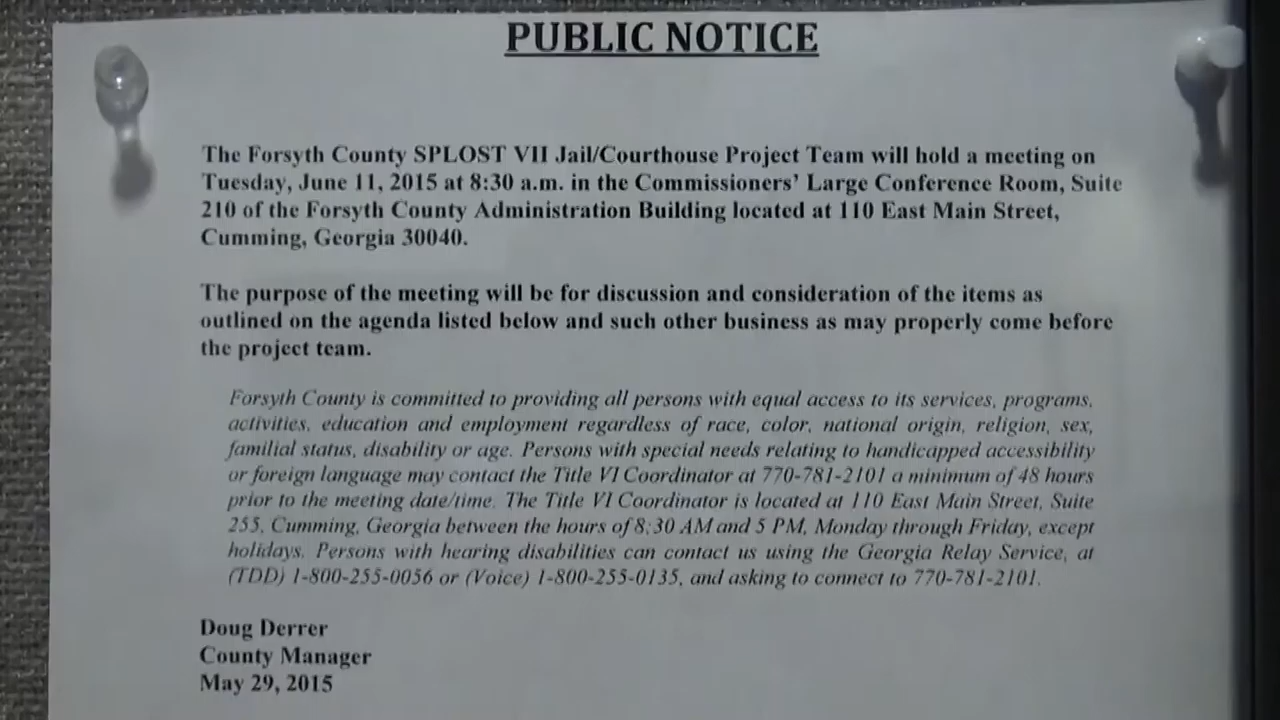 PUBLIC NOTICE
The Forsyth County SPLOST VII Jail/Courthouse Project Team will hold a meeting on
Tuesday, June 11, 2015 at 8:30 a.m. in the Commissioners' Large Conference Room, Suite
210 of the Forsyth County Administration Building located at 110 East Main Street,
Cumming, Georgia 30040.
The purpose of the meeting will be for discussion and consideration of the items as
outlined on the agenda listed below and such other business as may properly come before
the project team.
Forsyth County is committed to providing all persons with equal access to its services, programs,
activities, education and employment regardless of race, color, national origin, religion, sex,
familial status, disability or age. Persons with special needs relating to handicapped accessibility
or foreign language may contact the Title VI Coordinator at 770-781-2101 a minimum of 48 hours
prior to the meeting date/time. The Title VI Coordinator is located at 110 East Main Street, Suite
255, Cumming, Georgia between the hours of 8:30 AM and 5 PM, Monday through Friday, except
holidays. Persons with hearing disabilities can contact us using the Georgia Relay Service, at
(TDD) 1-800-255-0056 or (Voice) 1-800-255-0135, and asking to connect to 770-781-2101.
Doug Derrer
County Manager
May 29, 2015